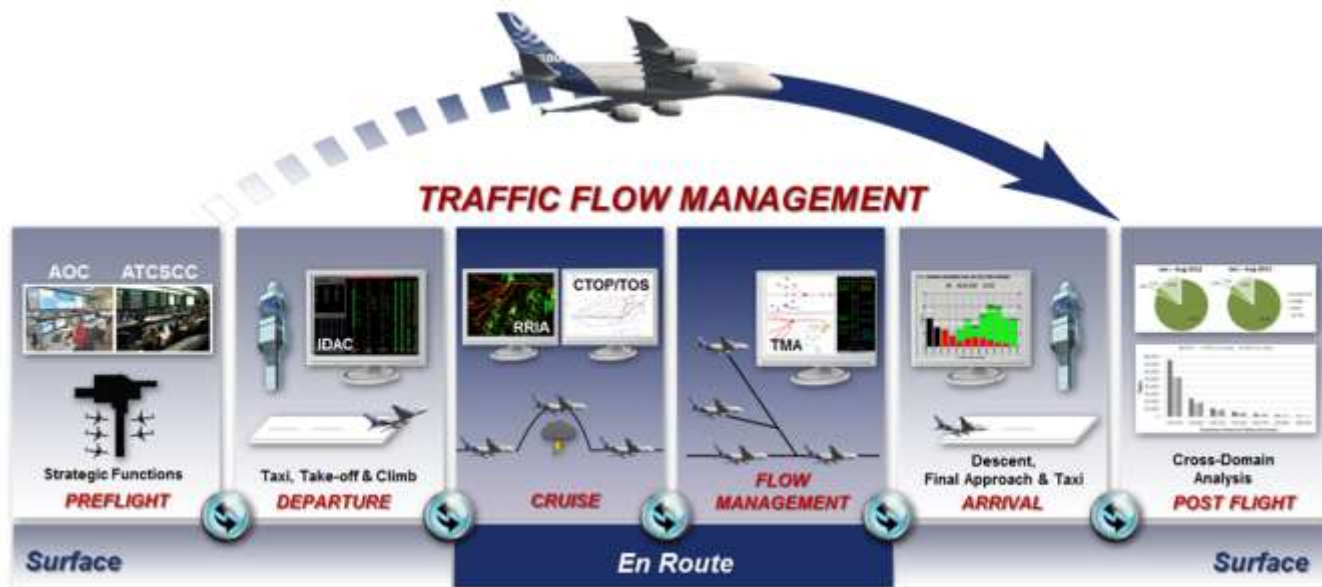 TRAFFIC FLOW MANAGEMENT
AOC
ATCSCC
Strategic Functions
PREFLIGHT
IDAC
Taxi, Take-off & Climb
DEPARTURE
RRIA
CTOP/TOS
CRUISE
TMA
FLOW
MANAGEMENT
Descent,
Final Approach & Taxi
ARRIVAL
Cross-Domain
Analysis
POST FLIGHT
Surface
En Route
Surface